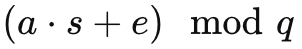 (a · s + e) mod q